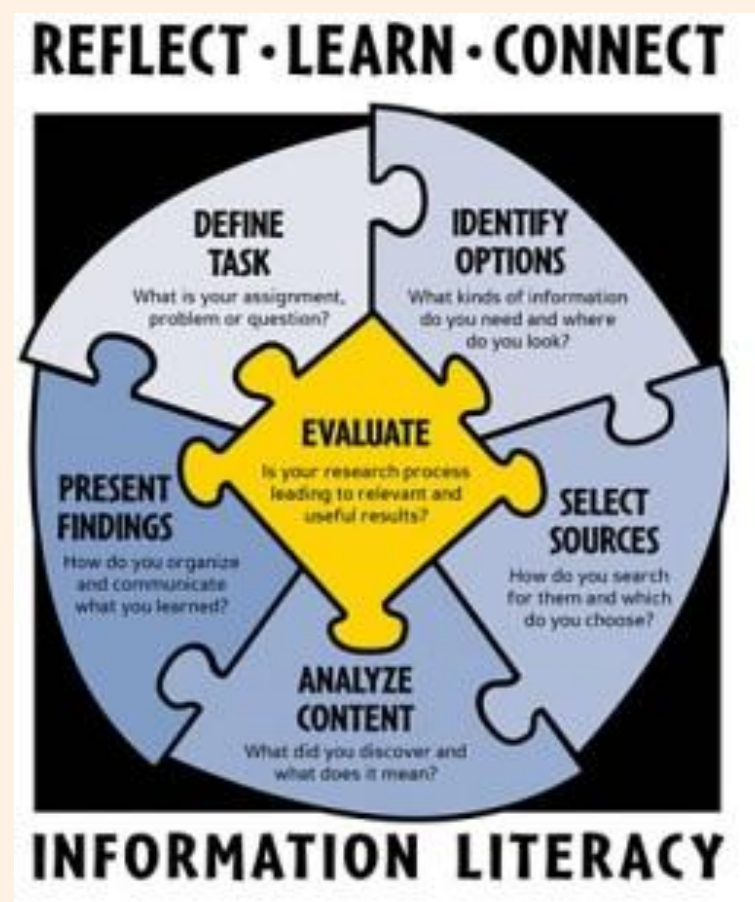 REFLECT · LEARN · CONNECT
DEFINE
TASK
What is your assignment,
problem or question?
IDENTIFY
OPTIONS
What kinds of information
do you need and where
do you look?
EVALUATE
Is your research process
leading to relevant and
useful results?
SELECT
SOURCES
How do you search
for them and which
do you choose?
PRESENT
FINDINGS
How do you organize
and communicate
what you learned?
ANALYZE
CONTENT
What did you discover and
what does it mean?
INFORMATION LITERACY